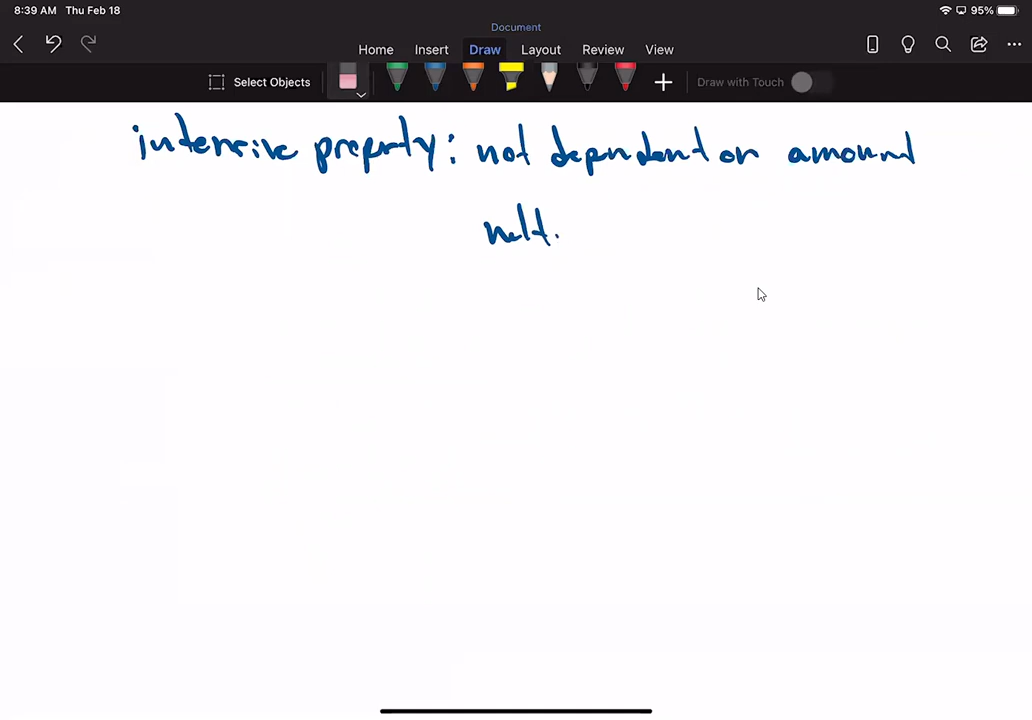 8:39 AM Thu Feb 18 95%
Document
Home Insert Draw Layout Review View
Select Objects Draw with Touch
intensive property: not dependent on amount
melt.